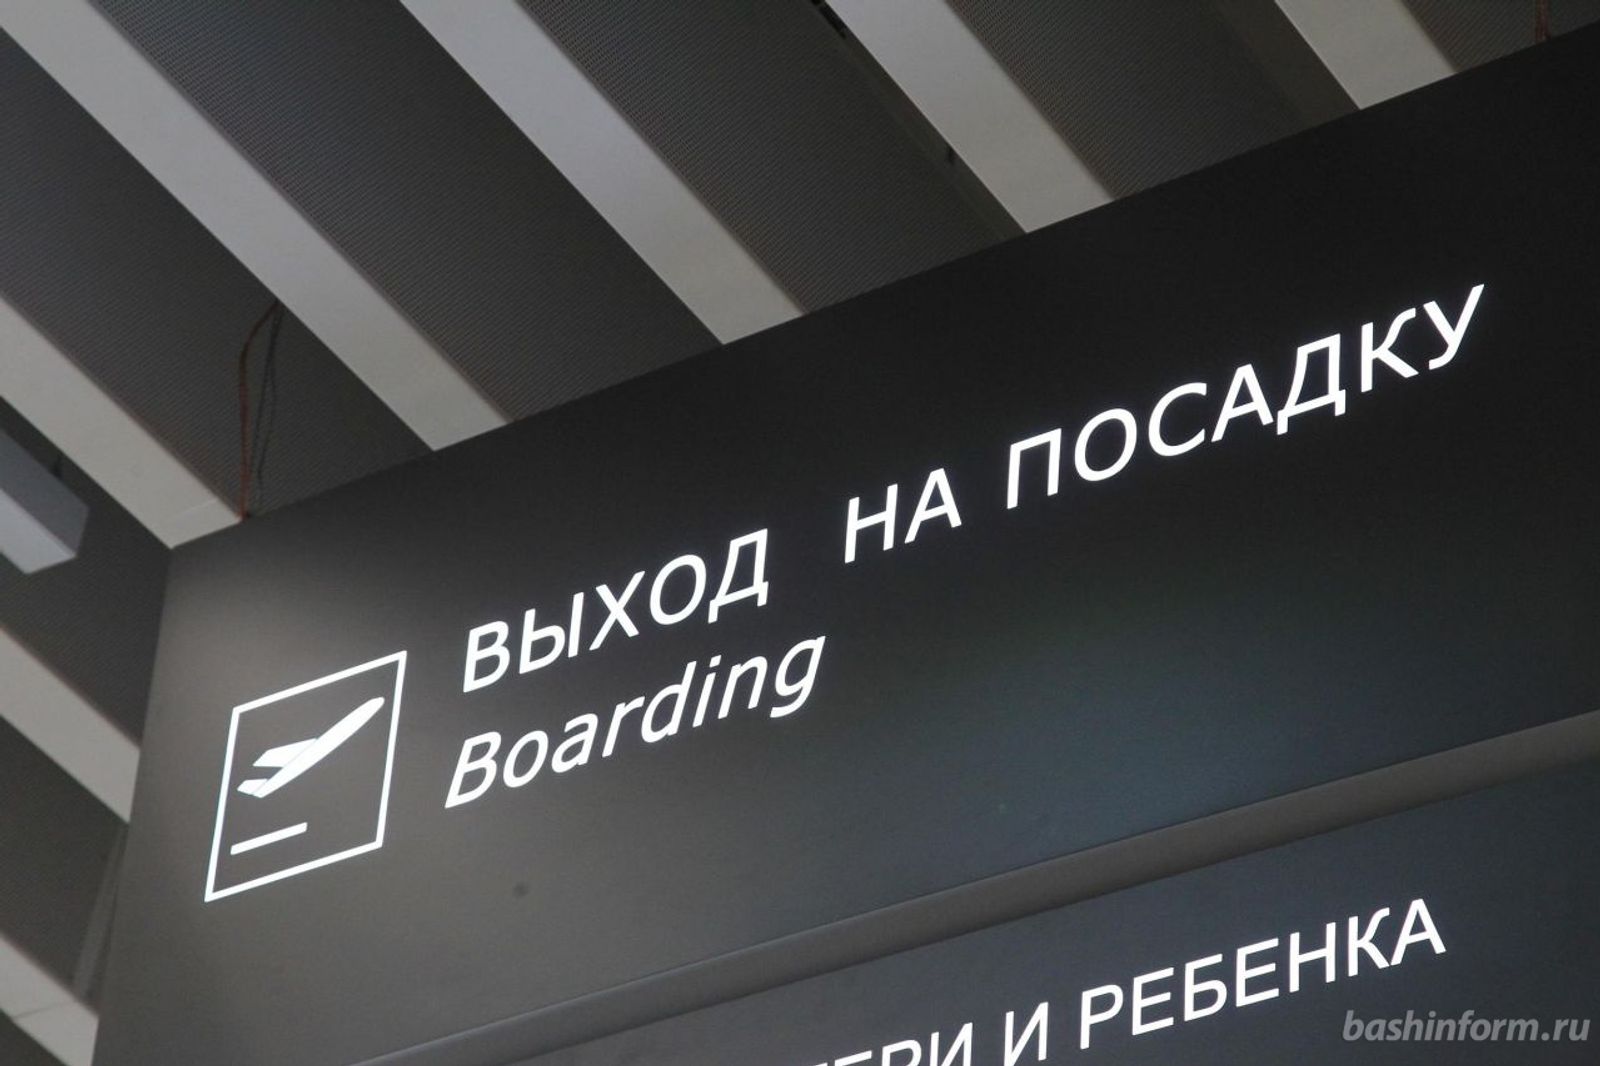 ВЫХОД НА ПОСАДКУ
Boarding
И РЕБЕНКА
bashinform.ru